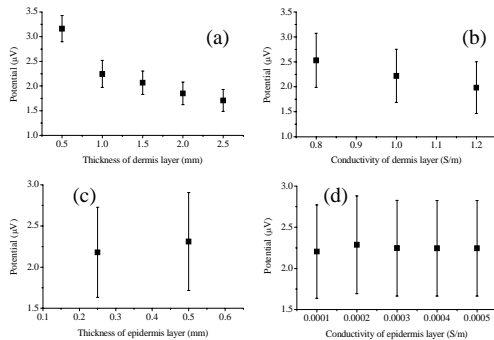 (a)
Potential (μV)
3.5
3.0
2.5
2.0
1.5
1.0
0.5 1.0 1.5 2.0 2.5
Thickness of dermis layer (mm)
(b)
Potential (μV)
3.5
3.0
2.5
2.0
1.5
1.0
0.8 0.9 1.0 1.1 1.2
Conductivity of dermis layer (S/m)
(c)
Potential (μV)
3.0
2.5
2.0
1.5
0.1 0.2 0.3 0.4 0.5 0.6
Thickness of epidermis layer (mm)
(d)
Potential (μV)
3.0
2.5
2.0
1.5
0.0001 0.0002 0.0003 0.0004 0.0005
Conductivity of epidermis layer (S/m)